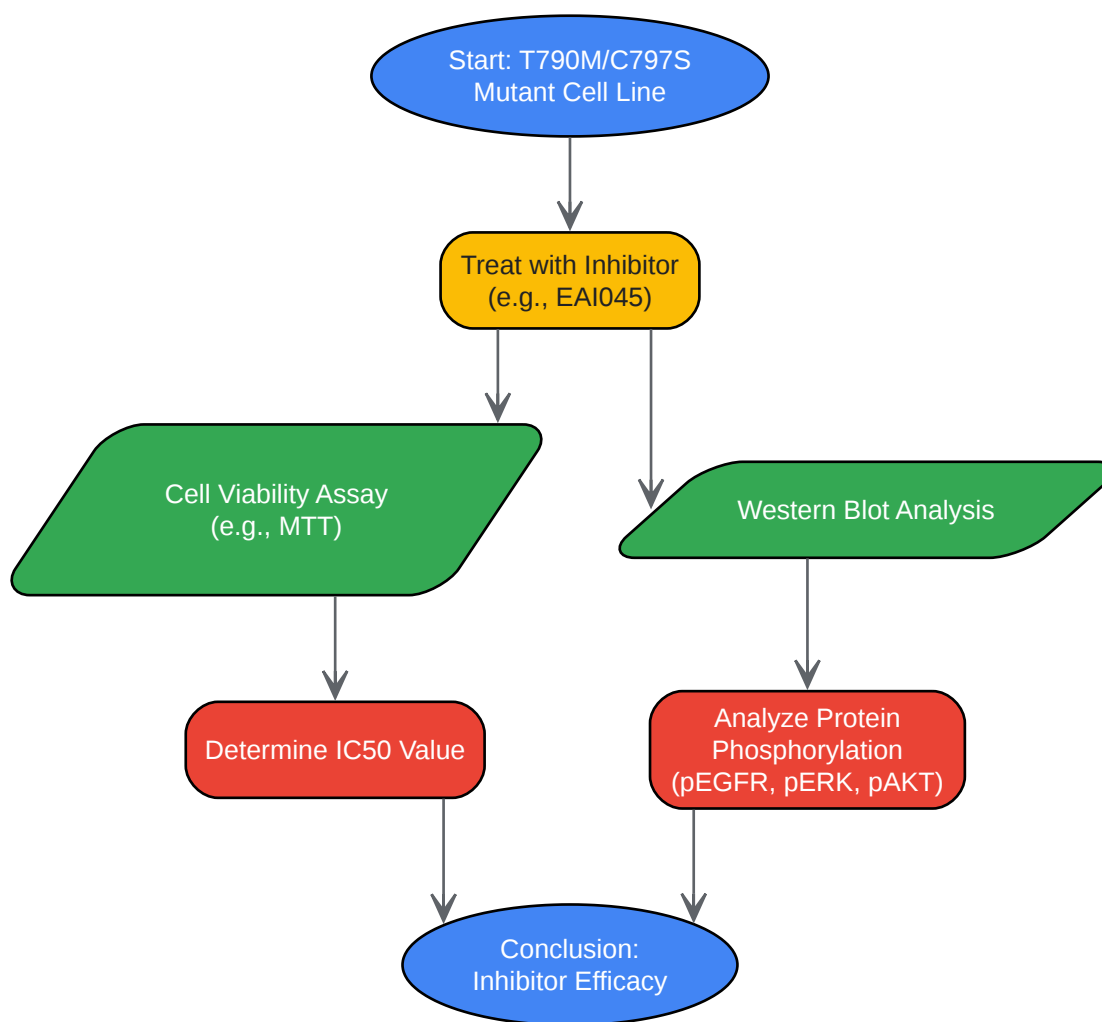 Start: T790M/C797S
Mutant Cell Line
Treat with Inhibitor
(e.g., EAI045)
Cell Viability Assay
(e.g., MTT)
Western Blot Analysis
Determine IC50 Value
Analyze Protein
Phosphorylation
(pEGFR, pERK, pAKT)
Conclusion:
Inhibitor Efficacy